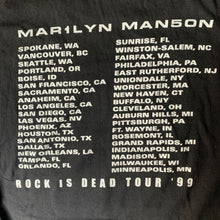 MAR1LYN MAN5ON
SPOKANE, WA
VANCOUVER, BC
SEATTLE, WA
PORTLAND, OR
BOISE, ID
SAN FRANCISCO, CA
SACRAMENTO, CA
ANAHEIM, CA
LOS ANGELES, CA
SAN DIEGO, CA
LAS VEGAS, NV
PHOENIX, AZ
HOUSTON, TX
SAN ANTONIO, TX
DALLAS, TX
NEW ORLEANS, LA
TAMPA, FL
ORLANDO, FL
SUNRISE, FL
WINSTON-SALEM, NC
FAIRFAX, VA
PHILADELPHIA, PA
EAST RUTHERFORD, NJ
UNIONDALE, NY
WORCESTER, MA
NEW HAVEN, CT
BUFFALO, NY
CLEVELAND, OH
AUBURN HILLS, MI
PITTSBURGH, PA
FT. WAYNE, IN
ROSEMONT, IL
GRAND RAPIDS, MI
INDIANAPOLIS, IN
MADISON, WI
MILWAUKEE, WI
MINNEAPOLIS, MN
ROCK IS DEAD TOUR '99